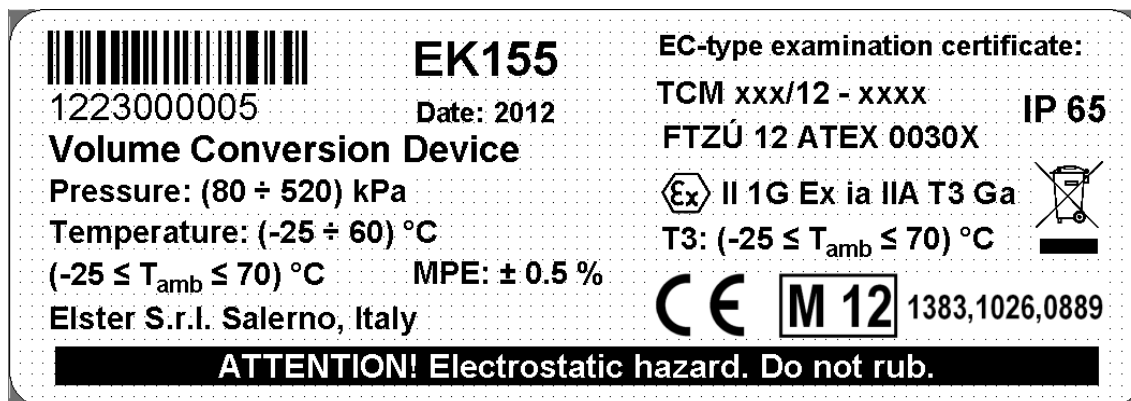 1223000005
EK155
Date: 2012
Volume Conversion Device
Pressure: (80 ÷ 520) kPa
Temperature: (-25 ÷ 60) °C
(-25 ≤ Tamb ≤ 70) °C MPE: ± 0.5 %
Elster S.r.l. Salerno, Italy
EC-type examination certificate:
TCM xxx/12 - xxxx
IP 65
FTZÚ 12 ATEX 0030X
Ex II 1G Ex ia IIA T3 Ga
T3: (-25 ≤ Tamb ≤ 70) °C
CE M 12 1383,1026,0889
ATTENTION! Electrostatic hazard. Do not rub.